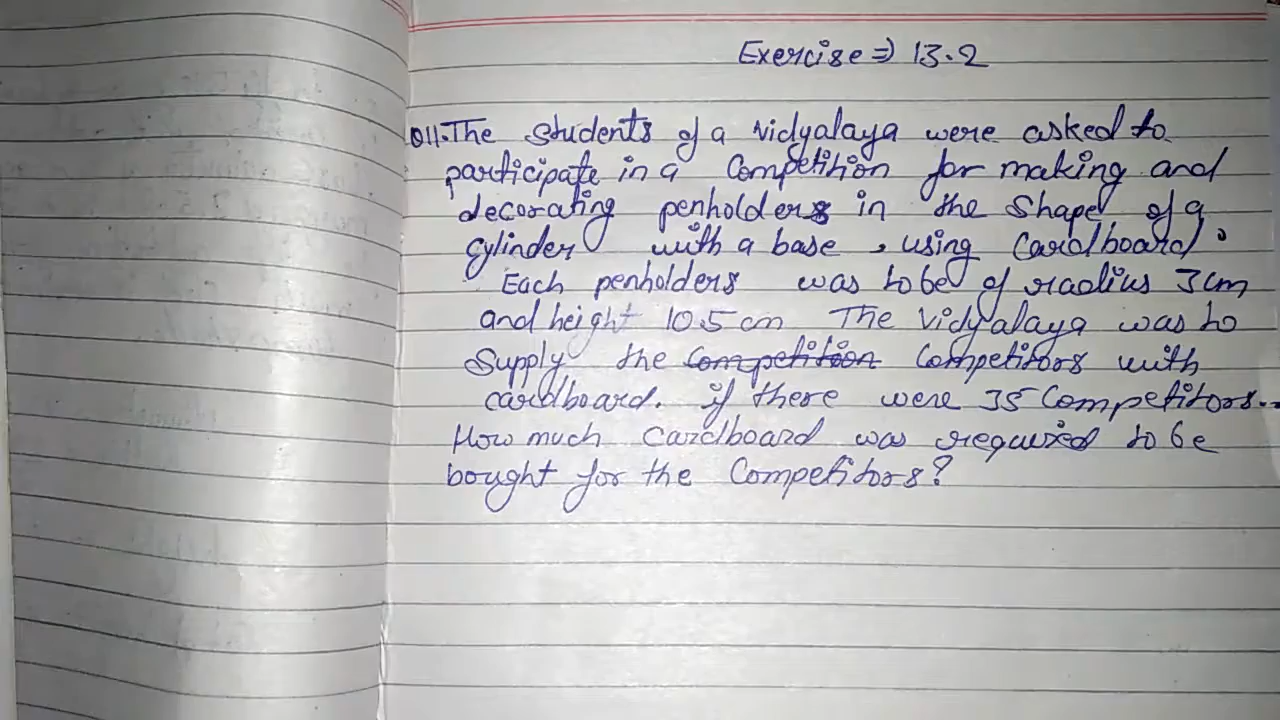 Exercise ⇒ 13.2
Q11. The students of a vidyalaya were asked to
participate in a Competition for making and
decorating penholders in the shape of a
cylinder with a base, using Cardboard.
Each penholders was to be of radius 3cm
and height 10.5 cm The vidyalaya was to
Supply the Competition Competitors with
cardboard. if there were 35 Competitors..
How much Cardboard was required to be
bought for the Competitors?